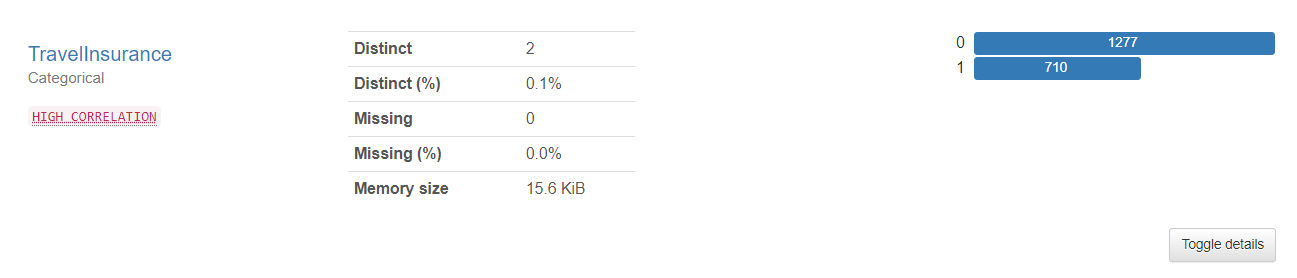 TravelInsurance
Categorical
HIGH CORRELATION
Distinct 2
Distinct (%) 0.1%
Missing 0
Missing (%) 0.0%
Memory size 15.6 KiB
0 1277
1 710
Toggle details